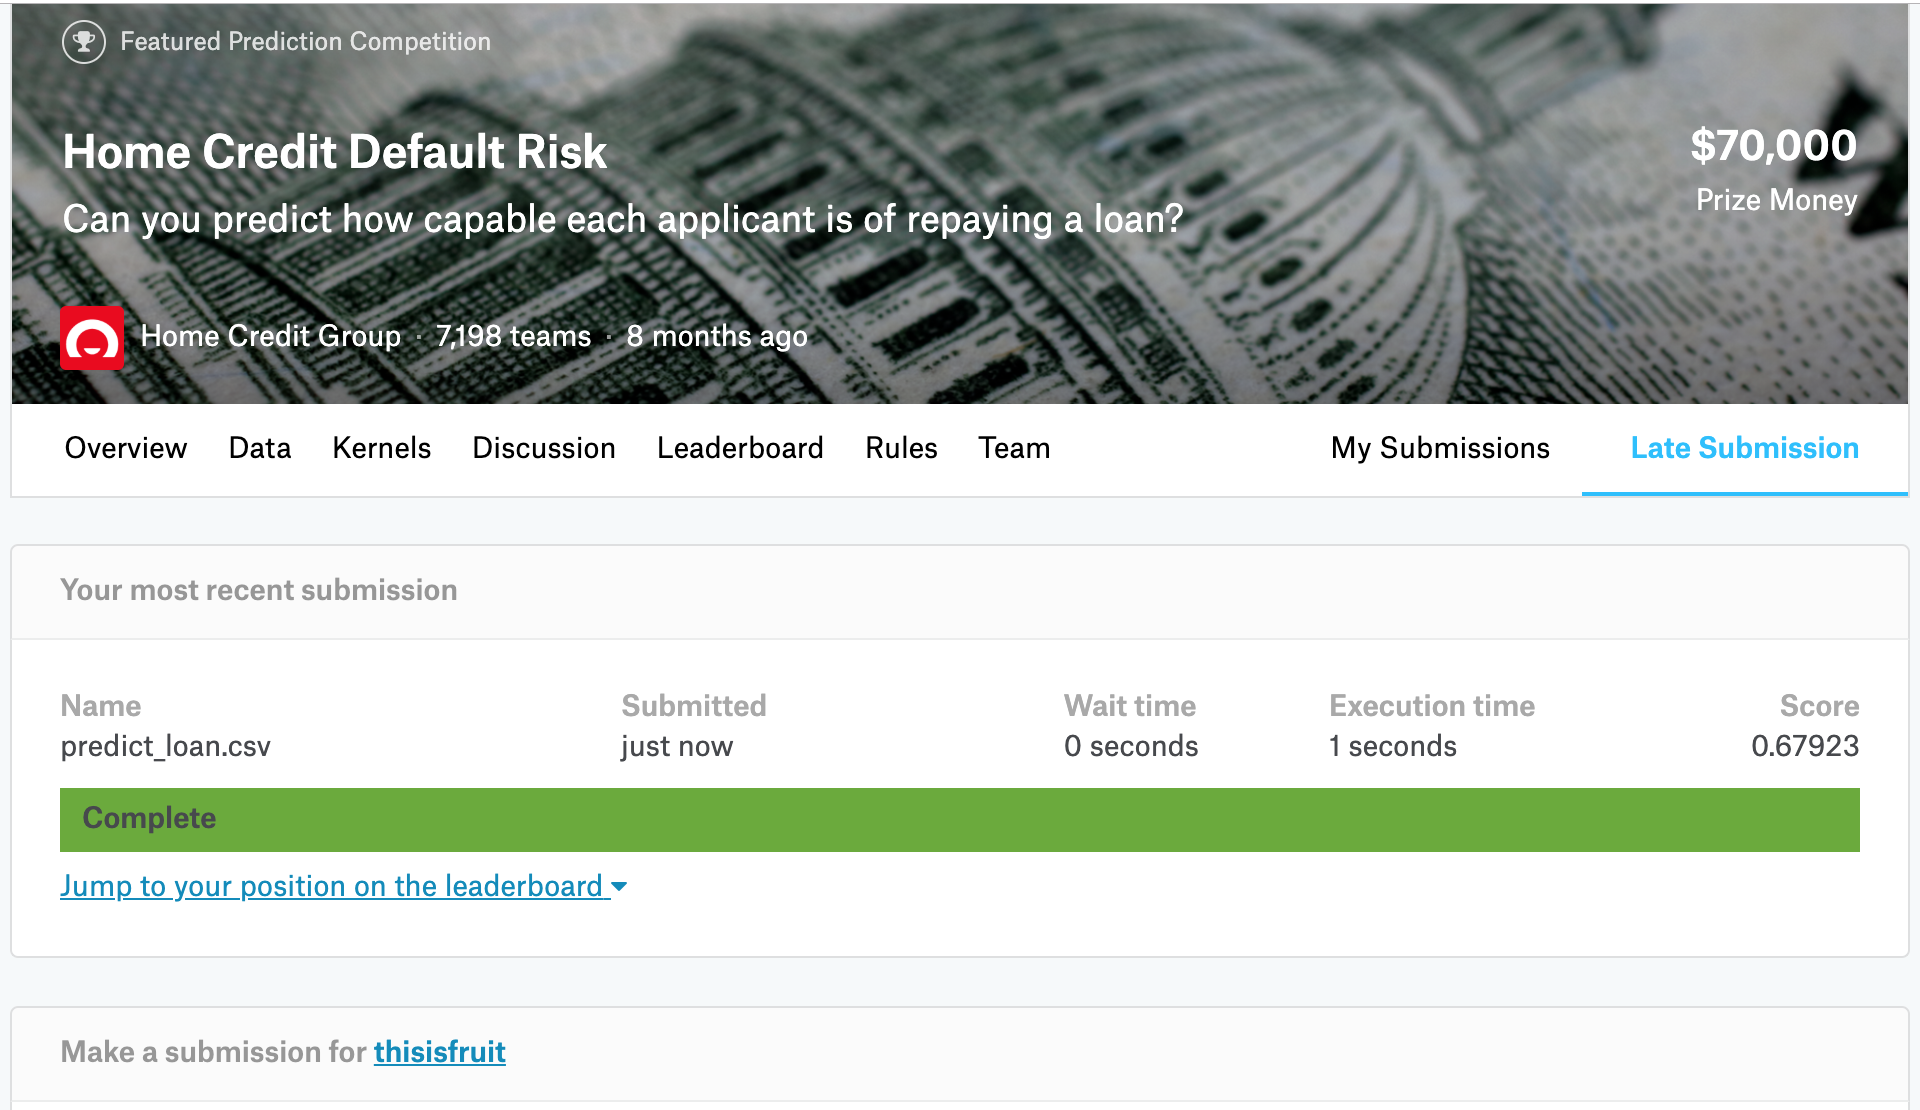 Featured Prediction Competition
Home Credit Default Risk
$70,000
Can you predict how capable each applicant is of repaying a loan?
Prize Money
Home Credit Group · 7,198 teams · 8 months ago
Overview Data Kernels Discussion Leaderboard Rules Team My Submissions Late Submission
Your most recent submission
Name Submitted Wait time Execution time Score
predict_loan.csv just now 0 seconds 1 seconds 0.67923
Complete
Jump to your position on the leaderboard
Make a submission for thisisfruit